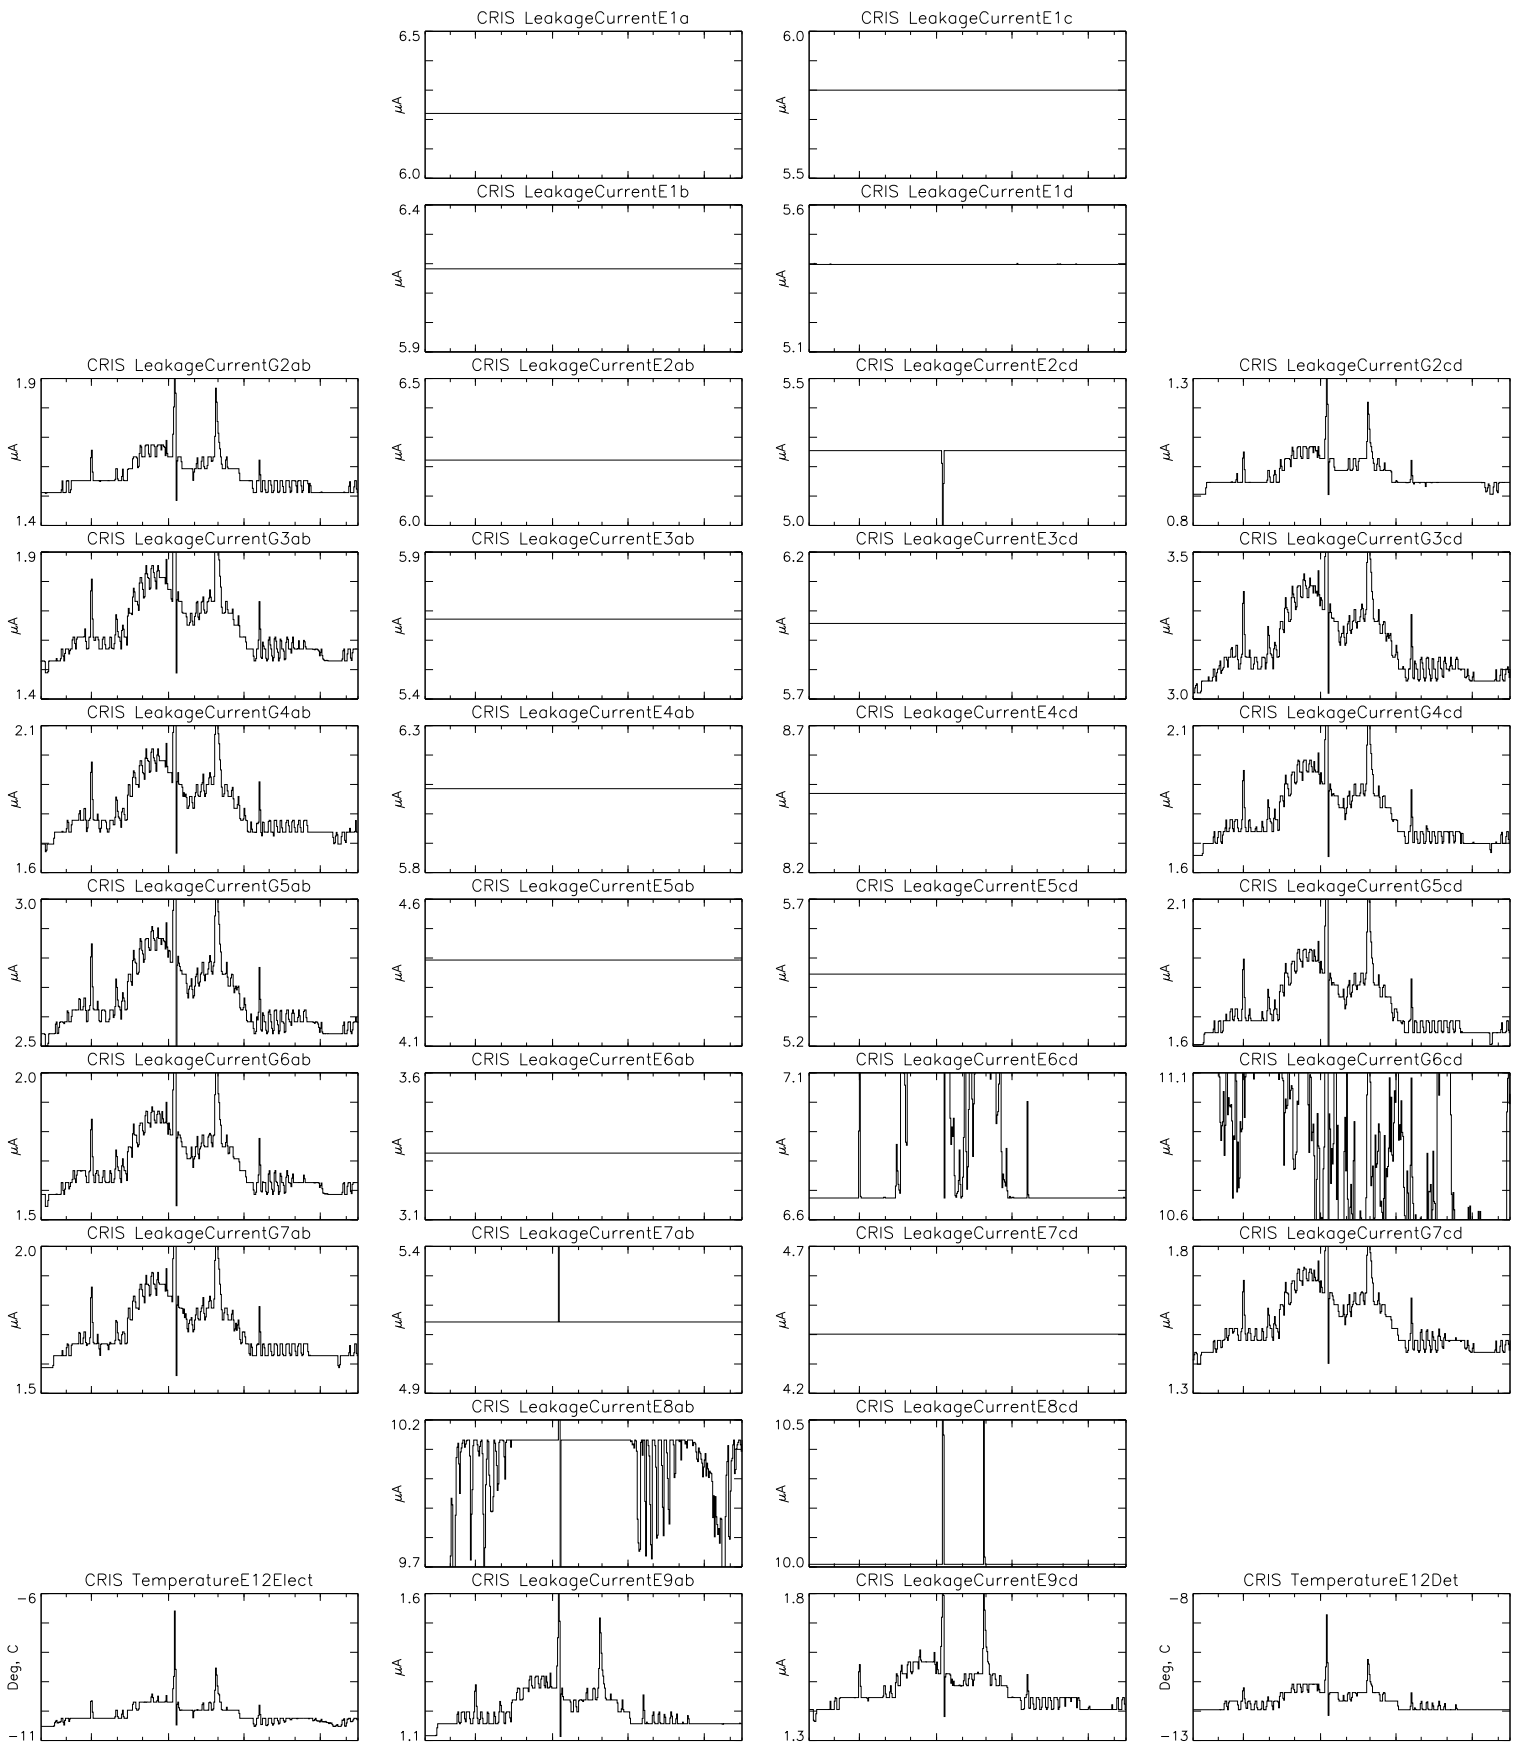 CRIS LeakageCurrentE1a
6.5
μA
6.0
CRIS LeakageCurrentE1c
6.0
μA
5.5
CRIS LeakageCurrentE1b
6.4
μA
5.9
CRIS LeakageCurrentE1d
5.6
μA
5.1
CRIS LeakageCurrentG2ab
1.9
μA
1.4
CRIS LeakageCurrentE2ab
6.5
μA
6.0
CRIS LeakageCurrentE2cd
5.5
μA
5.0
CRIS LeakageCurrentG2cd
1.3
μA
0.8
CRIS LeakageCurrentG3ab
1.9
μA
1.4
CRIS LeakageCurrentE3ab
5.9
μA
5.4
CRIS LeakageCurrentE3cd
6.2
μA
5.7
CRIS LeakageCurrentG3cd
3.5
μA
3.0
CRIS LeakageCurrentG4ab
2.1
μA
1.6
CRIS LeakageCurrentE4ab
6.3
μA
5.8
CRIS LeakageCurrentE4cd
8.7
μA
8.2
CRIS LeakageCurrentG4cd
2.1
μA
1.6
CRIS LeakageCurrentG5ab
3.0
μA
2.5
CRIS LeakageCurrentE5ab
4.6
μA
4.1
CRIS LeakageCurrentE5cd
5.7
μA
5.2
CRIS LeakageCurrentG5cd
2.1
μA
1.6
CRIS LeakageCurrentG6ab
2.0
μA
1.5
CRIS LeakageCurrentE6ab
3.6
μA
3.1
CRIS LeakageCurrentE6cd
7.1
μA
6.6
CRIS LeakageCurrentG6cd
11.1
μA
10.6
CRIS LeakageCurrentG7ab
2.0
μA
1.5
CRIS LeakageCurrentE7ab
5.4
μA
4.9
CRIS LeakageCurrentE7cd
4.7
μA
4.2
CRIS LeakageCurrentG7cd
1.8
μA
1.3
CRIS LeakageCurrentE8ab
10.2
μA
9.7
CRIS LeakageCurrentE8cd
10.5
μA
10.0
CRIS TemperatureE12Elect
-6
Deg, C
-11
CRIS LeakageCurrentE9ab
1.6
μA
1.1
CRIS LeakageCurrentE9cd
1.8
μA
1.3
CRIS TemperatureE12Det
-8
Deg, C
-13